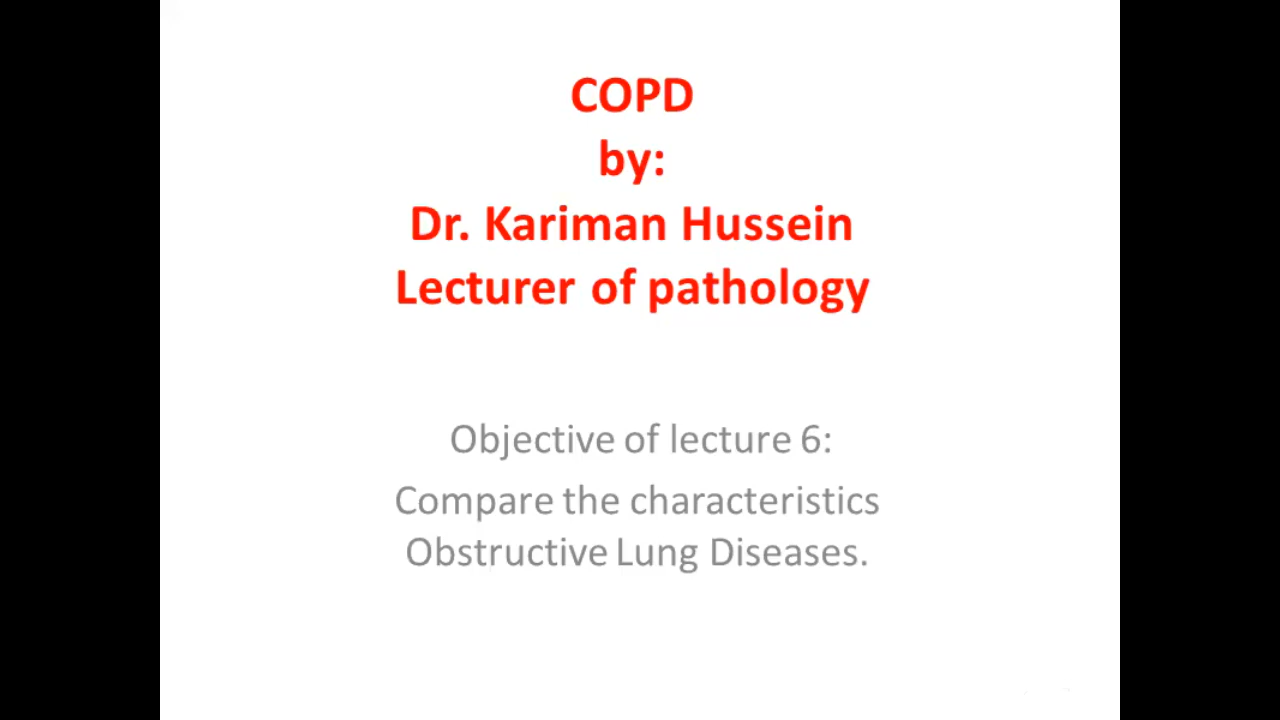 COPD
by:
Dr. Kariman Hussein
Lecturer of pathology
Objective of lecture 6:
Compare the characteristics
Obstructive Lung Diseases.